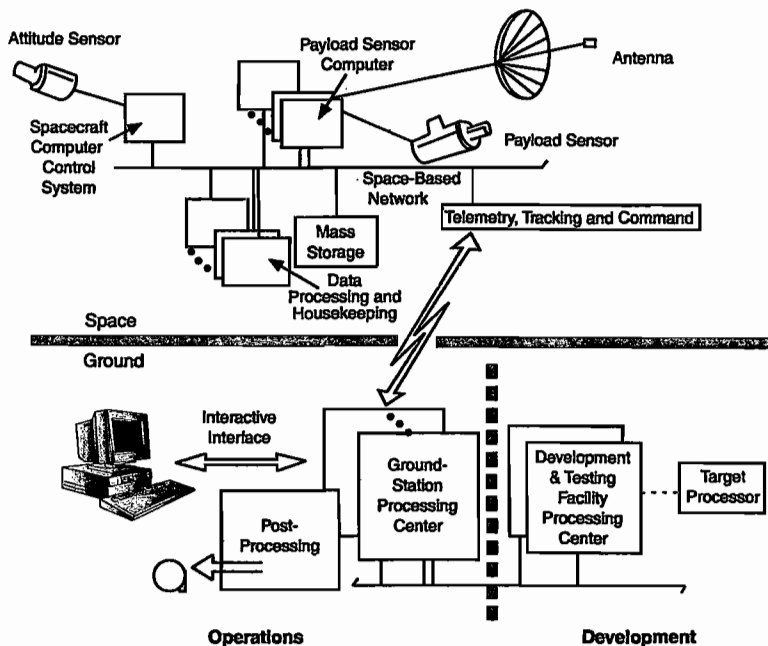 Attitude Sensor
Payload Sensor
Computer
Antenna
Spacecraft
Computer
Control
System
Payload Sensor
Space-Based
Network
Telemetry, Tracking and Command
Mass
Storage
Data
Processing and
Housekeeping
Space
Ground
Interactive
Interface
Ground-
Station
Processing
Center
Development
& Testing
Facility
Processing
Center
Target
Processor
Post-
Processing
Operations
Development